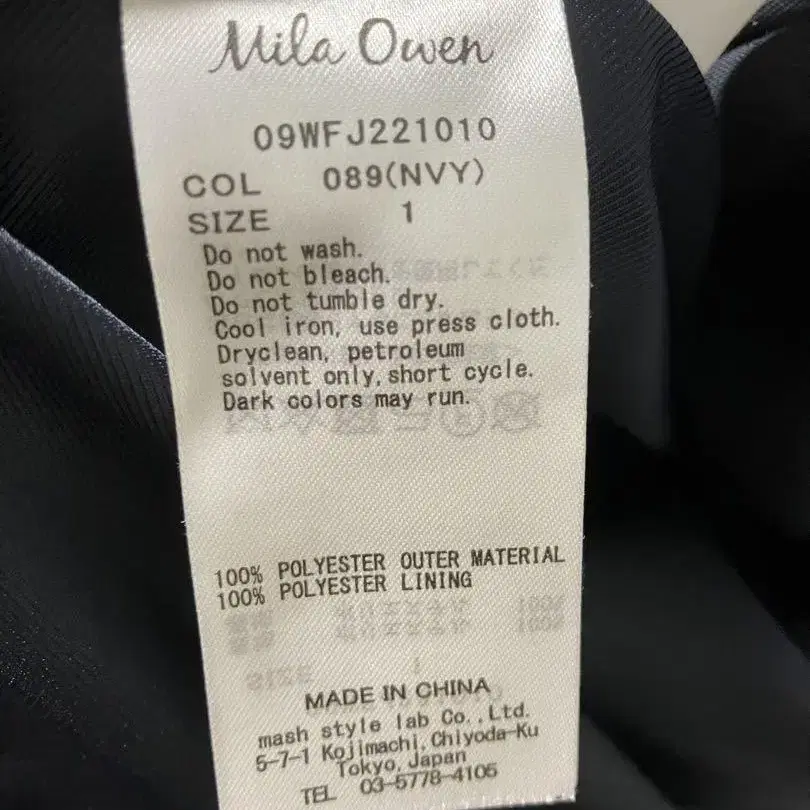 Mila Owen
09WFJ221010
COL 089(NVY)
SIZE 1
Do not wash.
Do not bleach.
Do not tumble dry.
Cool iron, use press cloth.
Dryclean, petroleum
solvent only, short cycle.
Dark colors may run.
100% POLYESTER OUTER MATERIAL
100% POLYESTER LINING
MADE IN CHINA
mash style lab Co.,Ltd.
5-7-1 Kojimachi, Chiyoda-Ku
Tokyo, Japan
TEL 03-5778-4105